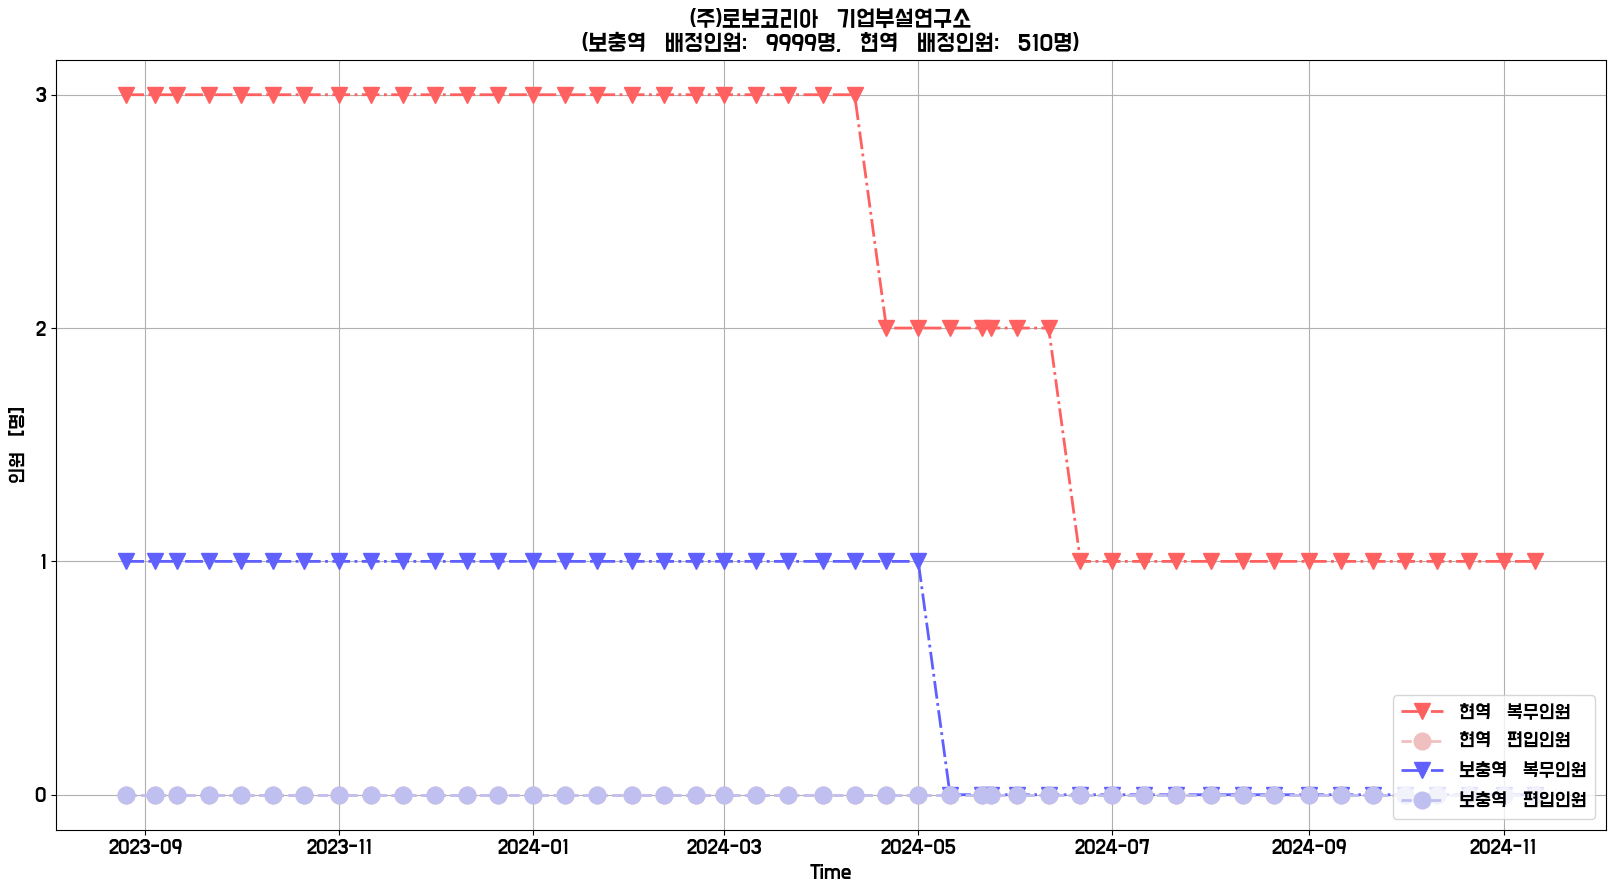 (주)로보코리아 기업부설연구소
(보충역 배정인원: 9999명, 현역 배정인원: 510명)
3
2
1
0
인원 [명]
2023-09 2023-11 2024-01 2024-03 2024-05 2024-07 2024-09 2024-11
Time
현역 복무인원
현역 편입인원
보충역 복무인원
보충역 편입인원